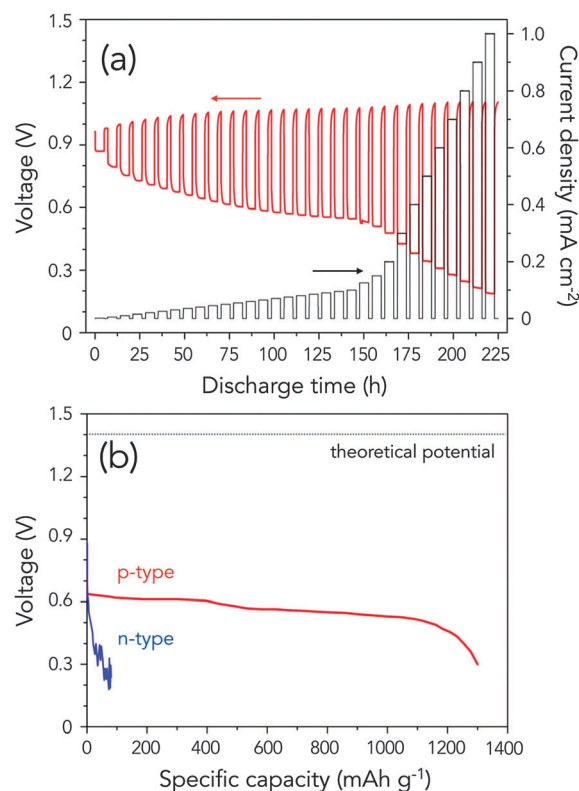 (a)
1.5
1.2
0.9
0.6
0.3
0
Voltage (V)
1.0
0.8
0.6
0.4
0.2
0
Current density (mA cm-2)
0 25 50 75 100 125 150 175 200 225
Discharge time (h)
(b)
1.5
0.9
0.6
0.3
0
Voltage (V)
theoretical potential
p-type
n-type
0 200 400 600 800 1000 1200 1400
Specific capacity (mAh g-1)